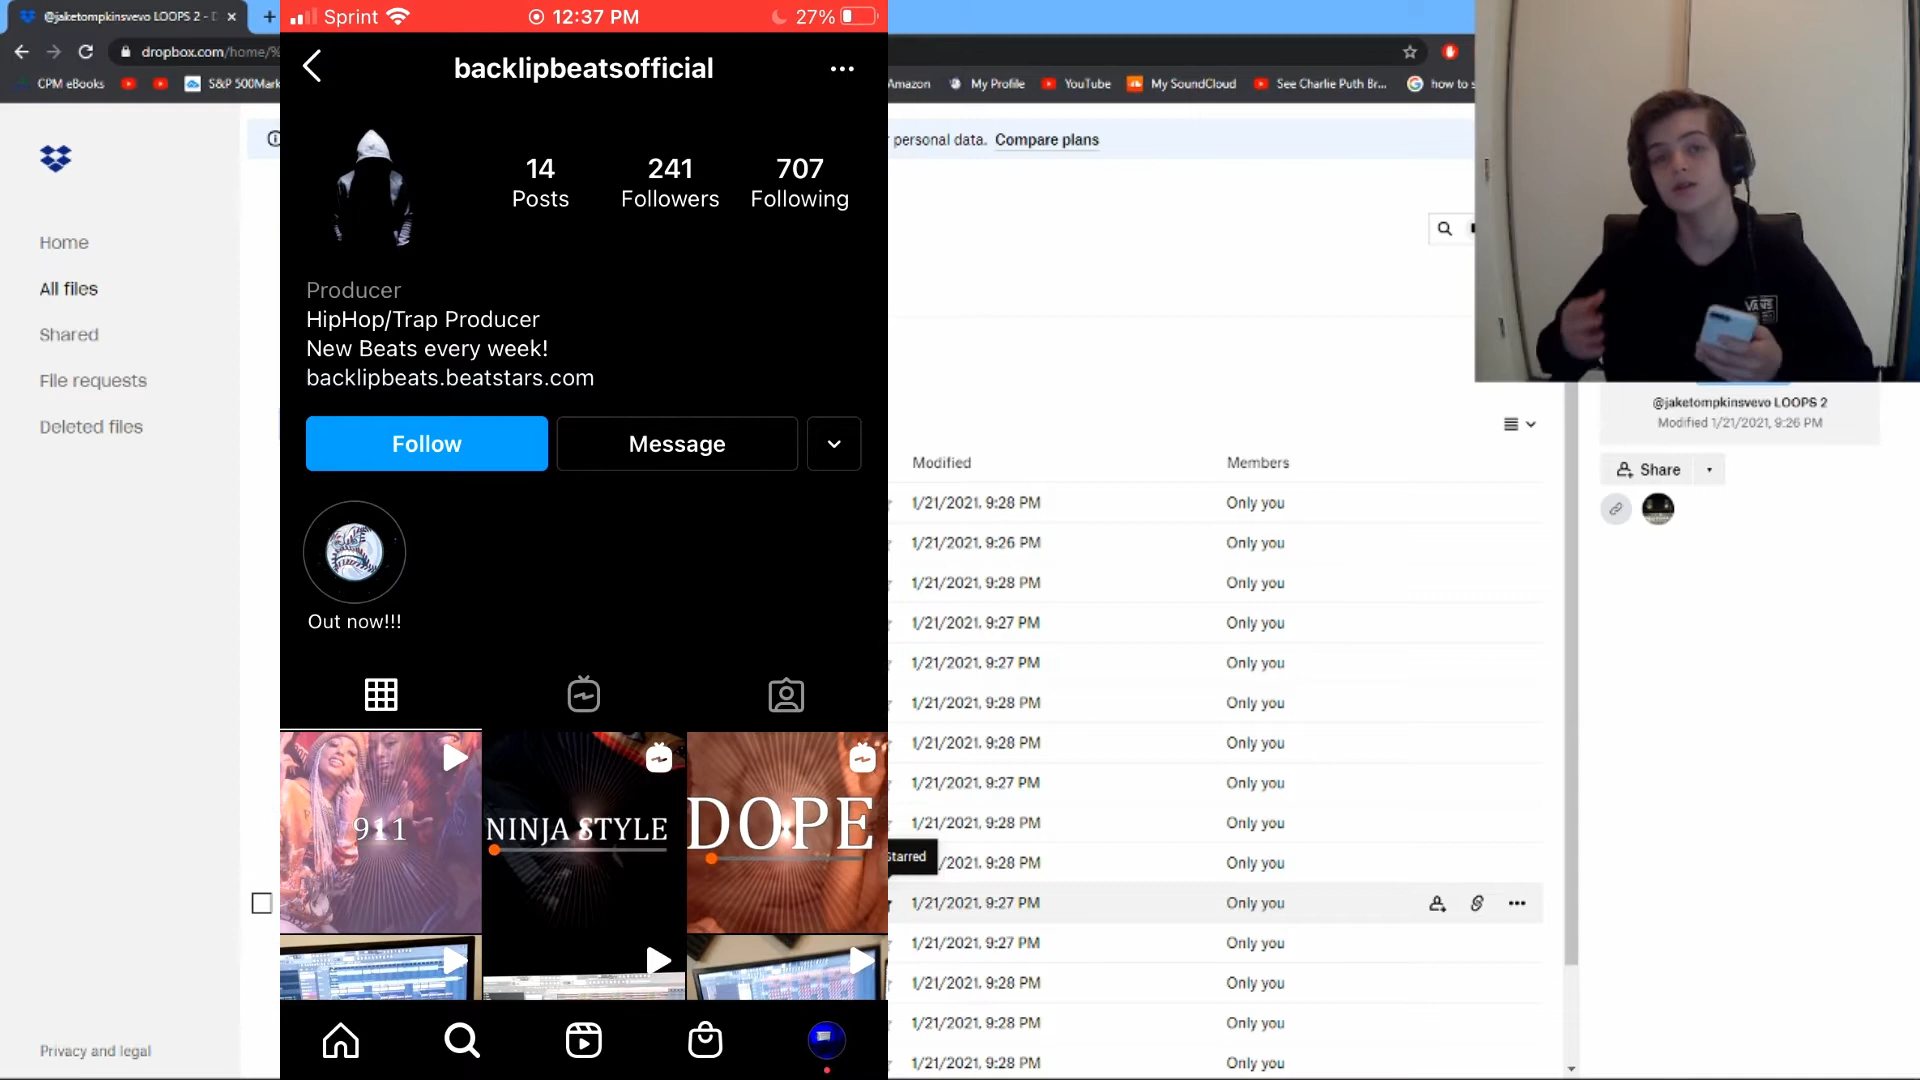 @jaketompkinsvevo LOOPS 2 - D
dropbox.com/home/%
CPM eBooks
S&P 500Mark
Amazon
My Profile
YouTube
My SoundCloud
See Charlie Puth Br...
how to s
Sprint
12:37 PM
27%
backlipbeatsofficial
14
Posts
241
Followers
707
Following
Producer
HipHop/Trap Producer
New Beats every week!
backlipbeats.beatstars.com
Follow
Message
Out now!!!
911
NINJA STYLE
DOPE
Home
All files
Shared
File requests
Deleted files
Privacy and legal
personal data. Compare plans
VANS
@jaketompkinsvevo LOOPS 2
Modified 1/21/2021, 9:26 PM
Share
Modified
Members
1/21/2021, 9:28 PM Only you
1/21/2021, 9:26 PM Only you
1/21/2021, 9:28 PM Only you
1/21/2021, 9:27 PM Only you
1/21/2021, 9:27 PM Only you
1/21/2021, 9:28 PM Only you
1/21/2021, 9:28 PM Only you
1/21/2021, 9:27 PM Only you
1/21/2021, 9:28 PM Only you
Starred
1/21/2021, 9:28 PM Only you
1/21/2021, 9:27 PM Only you
1/21/2021, 9:27 PM Only you
1/21/2021, 9:28 PM Only you
1/21/2021, 9:28 PM Only you
1/21/2021, 9:28 PM Only you